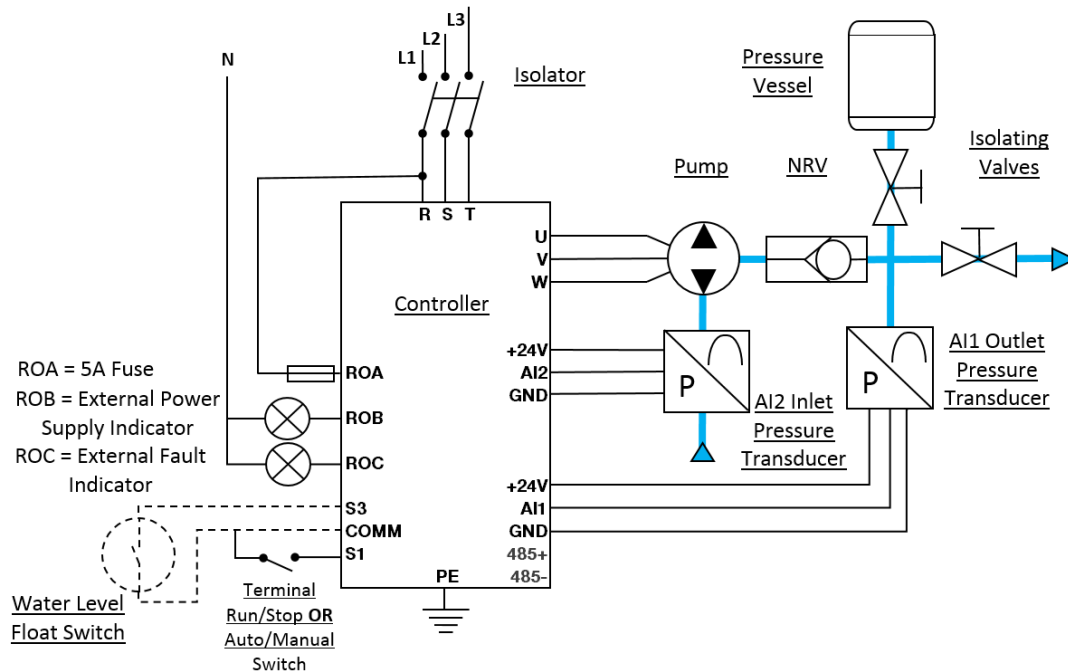 L3
L2
L1
N
Isolator
Pressure
Vessel
Isolating
Valves
Pump
NRV
R S T
U
V
W
Controller
+24V
AI2
GND
P
P
AI1 Outlet
Pressure
Transducer
AI2 Inlet
Pressure
Transducer
ROA = 5A Fuse
ROB = External Power
Supply Indicator
ROC = External Fault
Indicator
ROA
ROB
ROC
S3
COMM
S1
+24V
AI1
GND
485+
485-
PE
Water Level
Float Switch
Terminal
Run/Stop OR
Auto/Manual
Switch